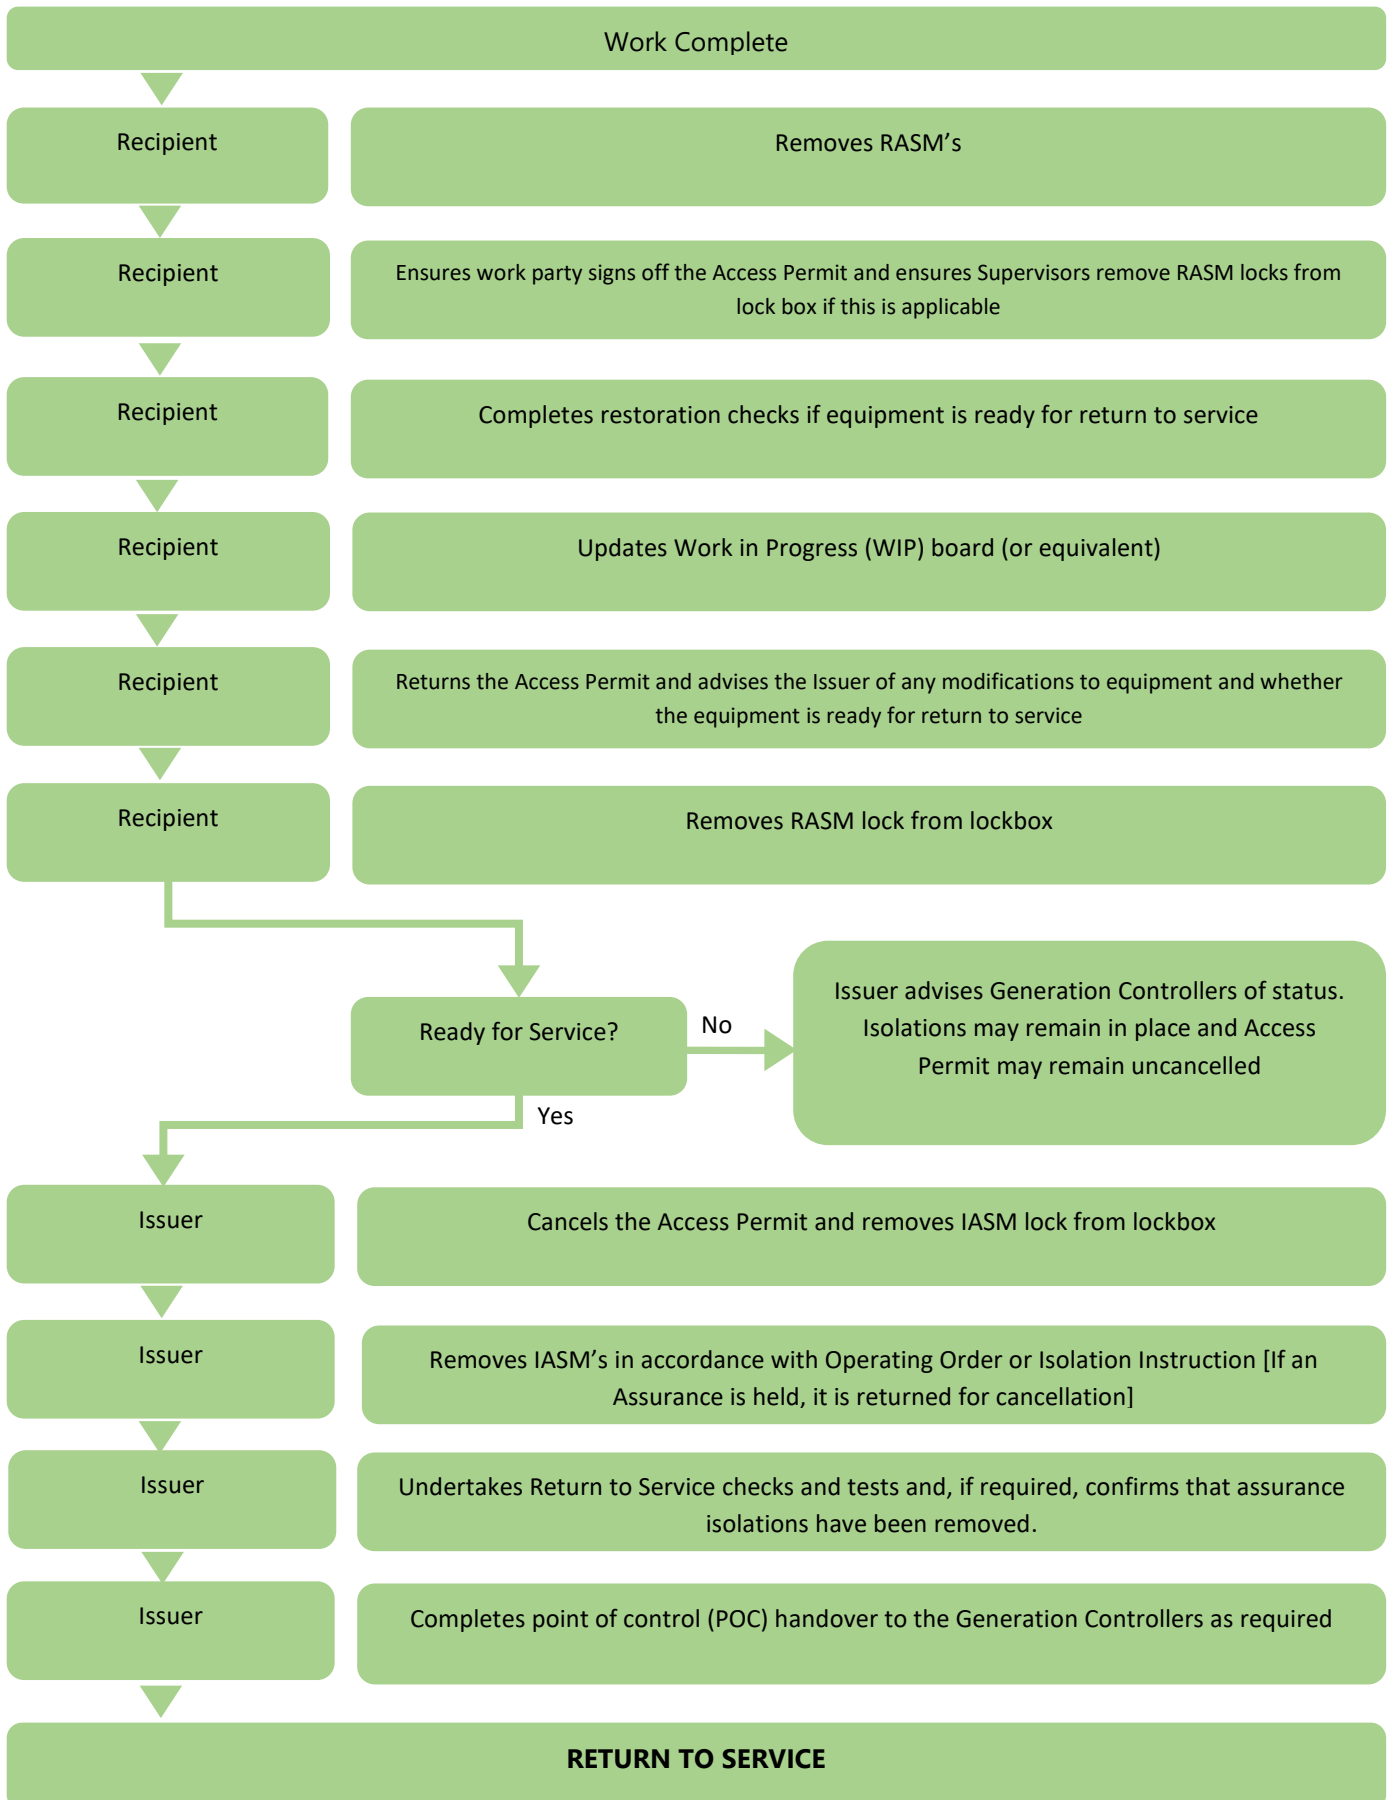 Work Complete
Recipient
Removes RASM’s
Recipient
Ensures work party signs off the Access Permit and ensures Supervisors remove RASM locks from
lock box if this is applicable
Recipient
Completes restoration checks if equipment is ready for return to service
Recipient
Updates Work in Progress (WIP) board (or equivalent)
Recipient
Returns the Access Permit and advises the Issuer of any modifications to equipment and whether
the equipment is ready for return to service
Recipient
Removes RASM lock from lockbox
Ready for Service?
No
Issuer advises Generation Controllers of status.
Isolations may remain in place and Access
Permit may remain uncancelled
Yes
Issuer
Cancels the Access Permit and removes IASM lock from lockbox
Issuer
Removes IASM’s in accordance with Operating Order or Isolation Instruction [If an
Assurance is held, it is returned for cancellation]
Issuer
Undertakes Return to Service checks and tests and, if required, confirms that assurance
isolations have been removed.
Issuer
Completes point of control (POC) handover to the Generation Controllers as required
RETURN TO SERVICE